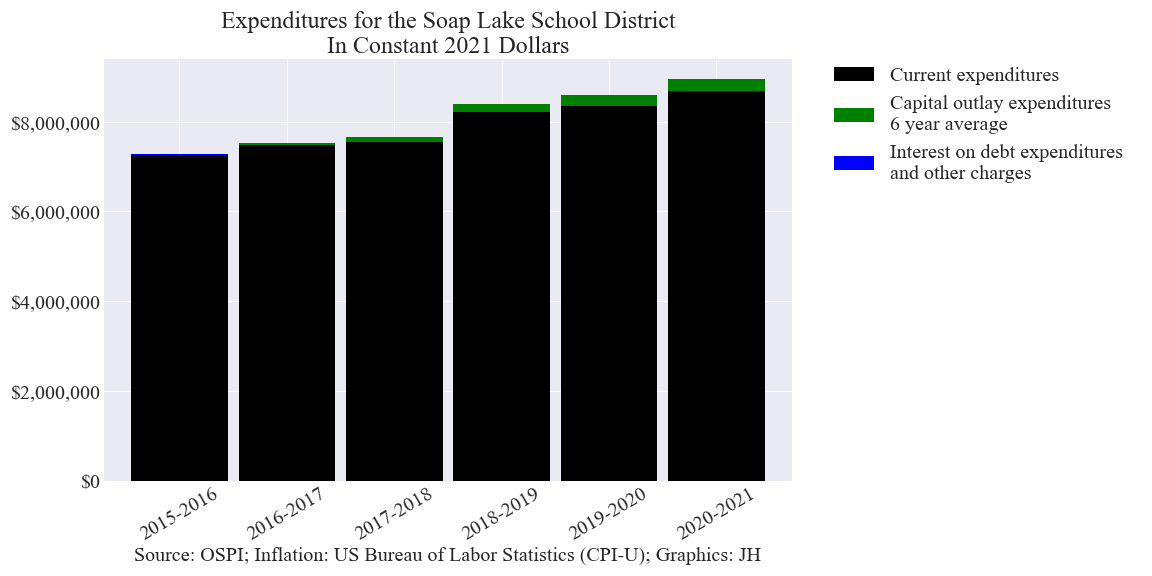 Expenditures for the Soap Lake School District
In Constant 2021 Dollars
Current expenditures
Capital outlay expenditures
6 year average
Interest on debt expenditures
and other charges
$8,000,000
$6,000,000
$4,000,000
$2,000,000
$0
2015-2016
2016-2017
2017-2018
2018-2019
2019-2020
2020-2021
Source: OSPI; Inflation: US Bureau of Labor Statistics (CPI-U); Graphics: JH